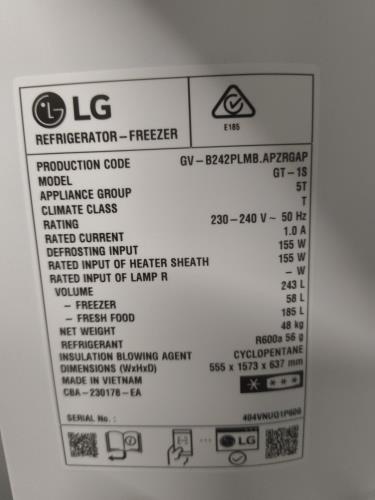 LG
E185
REFRIGERATOR-FREEZER
PRODUCTION CODE GV-B242PLMB.APZRGAP
MODEL GT-1S
APPLIANCE GROUP 5T
CLIMATE CLASS T
RATING 230-240 V~ 50 Hz
RATED CURRENT 1.0 A
DEFROSTING INPUT 155 W
RATED INPUT OF HEATER SHEATH 155 W
RATED INPUT OF LAMP R - W
VOLUME 243 L
- FREEZER 58 L
- FRESH FOOD 185 L
NET WEIGHT 48 kg
REFRIGERANT R600a 56 g
INSULATION BLOWING AGENT CYCLOPENTANE
DIMENSIONS (WxHxD) 555 x 1573 x 637 mm
MADE IN VIETNAM
CBA-230178-EA
SERIAL No. : 404VNUQ1P606
LG